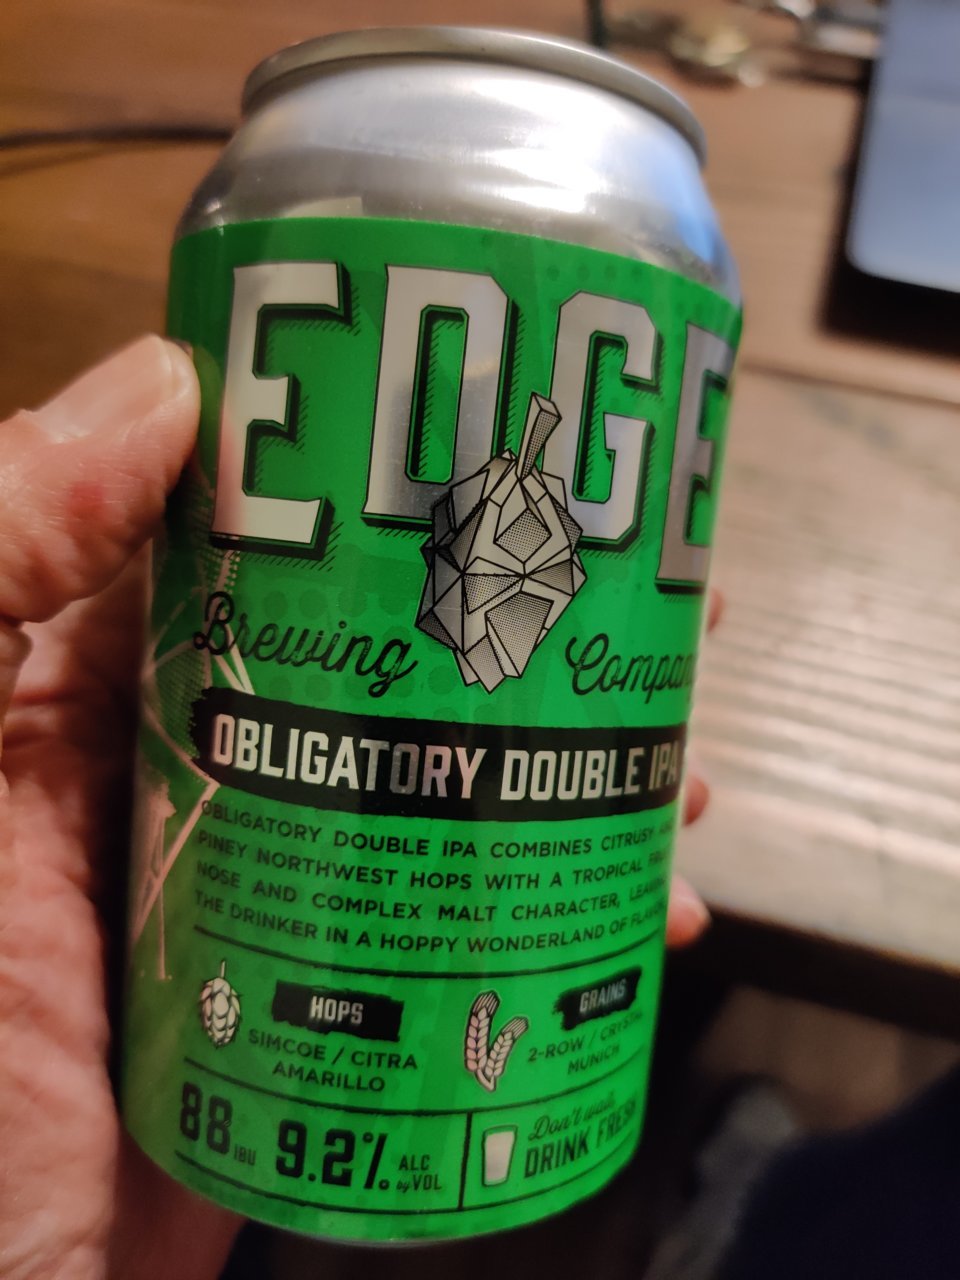 EDGE
Brewing Company
OBLIGATORY DOUBLE IPA
OBLIGATORY DOUBLE IPA COMBINES CITRUSY
PINEY NORTHWEST HOPS WITH A TROPICAL FRUIT
NOSE AND COMPLEX MALT CHARACTER,
THE DRINKER IN A HOPPY WONDERLAND OF
HOPS
SIMCOE / CITRA
AMARILLO
GRAINS
2-ROW / CRYSTAL
MUNICH
88 IBU 9.2% ALC by VOL
Don't wait,
DRINK FRESH